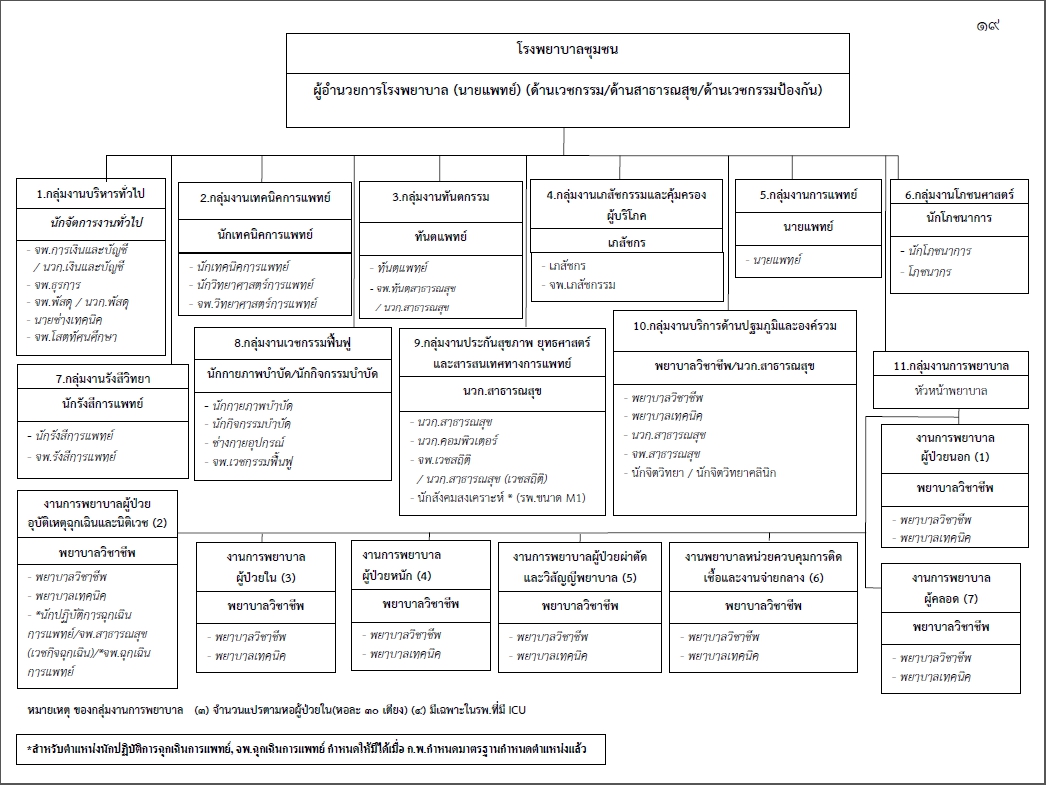 ๑๙
โรงพยาบาลชุมชน
ผู้อำนวยการโรงพยาบาล (นายแพทย์) (ด้านเวชกรรม/ด้านสาธารณสุข/ด้านเวชกรรมป้องกัน)
1.กลุ่มงานบริหารทั่วไป
นักจัดการงานทั่วไป
- จพ.การเงินและบัญชี
/ นวก.เงินและบัญชี
- จพ.ธุรการ
- จพ.พัสดุ / นวก.พัสดุ
- นายช่างเทคนิค
- จพ.โสตทัศนศึกษา
2.กลุ่มงานเทคนิคการแพทย์
นักเทคนิคการแพทย์
- นักเทคนิคการแพทย์
- นักวิทยาศาสตร์การแพทย์
- จพ.วิทยาศาสตร์การแพทย์
3.กลุ่มงานทันตกรรม
ทันตแพทย์
- ทันตแพทย์
- จพ.ทันตสาธารณสุข
/ นวก.สาธารณสุข
4.กลุ่มงานเภสัชกรรมและคุ้มครอง
ผู้บริโภค
เภสัชกร
- เภสัชกร
- จพ.เภสัชกรรม
5.กลุ่มงานการแพทย์
นายแพทย์
- นายแพทย์
6.กลุ่มงานโภชนศาสตร์
นักโภชนาการ
- นักโภชนาการ
- โภชนากร
7.กลุ่มงานรังสีวิทยา
นักรังสีการแพทย์
- นักรังสีการแพทย์
- จพ.รังสีการแพทย์
8.กลุ่มงานเวชกรรมฟื้นฟู
นักกายภาพบำบัด/นักกิจกรรมบำบัด
- นักกายภาพบำบัด
- นักกิจกรรมบำบัด
- ช่างกายอุปกรณ์
- จพ.เวชกรรมฟื้นฟู
9.กลุ่มงานประกันสุขภาพ ยุทธศาสตร์
และสารสนเทศทางการแพทย์
นวก.สาธารณสุข
- นวก.สาธารณสุข
- นวก.คอมพิวเตอร์
- จพ.เวชสถิติ
/ นวก.สาธารณสุข (เวชสถิติ)
- นักสังคมสงเคราะห์ * (รพ.ขนาด M1)
10.กลุ่มงานบริการด้านปฐมภูมิและองค์รวม
พยาบาลวิชาชีพ/นวก.สาธารณสุข
- พยาบาลวิชาชีพ
- พยาบาลเทคนิค
- นวก.สาธารณสุข
- จพ.สาธารณสุข
- นักจิตวิทยา / นักจิตวิทยาคลินิก
11.กลุ่มงานการพยาบาล
หัวหน้าพยาบาล
งานการพยาบาล
ผู้ป่วยนอก (1)
พยาบาลวิชาชีพ
- พยาบาลวิชาชีพ
- พยาบาลเทคนิค
งานการพยาบาลผู้ป่วย
อุบัติเหตุฉุกเฉินและนิติเวช (2)
พยาบาลวิชาชีพ
- พยาบาลวิชาชีพ
- พยาบาลเทคนิค
- *นักปฏิบัติการฉุกเฉิน
การแพทย์/จพ.สาธารณสุข
(เวชกิจฉุกเฉิน)/*จพ.ฉุกเฉิน
การแพทย์
งานการพยาบาล
ผู้ป่วยใน (3)
พยาบาลวิชาชีพ
- พยาบาลวิชาชีพ
- พยาบาลเทคนิค
งานการพยาบาล
ผู้ป่วยหนัก (4)
พยาบาลวิชาชีพ
- พยาบาลวิชาชีพ
- พยาบาลเทคนิค
งานการพยาบาลผู้ป่วยผ่าตัด
และวิสัญญีพยาบาล (5)
พยาบาลวิชาชีพ
- พยาบาลวิชาชีพ
- พยาบาลเทคนิค
งานพยาบาลหน่วยควบคุมการติด
เชื้อและงานจ่ายกลาง (6)
พยาบาลวิชาชีพ
- พยาบาลวิชาชีพ
- พยาบาลเทคนิค
งานการพยาบาล
ผู้คลอด (7)
พยาบาลวิชาชีพ
- พยาบาลวิชาชีพ
- พยาบาลเทคนิค
หมายเหตุ ของกลุ่มงานการพยาบาล (๓) จำนวนแปรตามหอผู้ป่วยใน(หอละ ๓๐ เตียง) (๔) มีเฉพาะในรพ.ที่มี ICU
*สำหรับตำแหน่งนักปฏิบัติการฉุกเฉินการแพทย์, จพ.ฉุกเฉินการแพทย์ กำหนดให้มีได้เมื่อ ก.พ.กำหนดมาตรฐานกำหนดตำแหน่งแล้ว